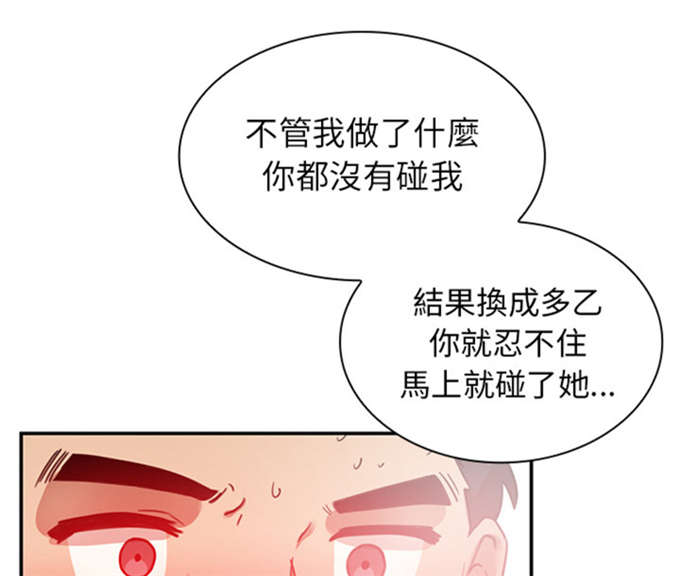 不管我做了什麼
你都沒有碰我
結果換成多乙
你就忍不住
馬上就碰了她...